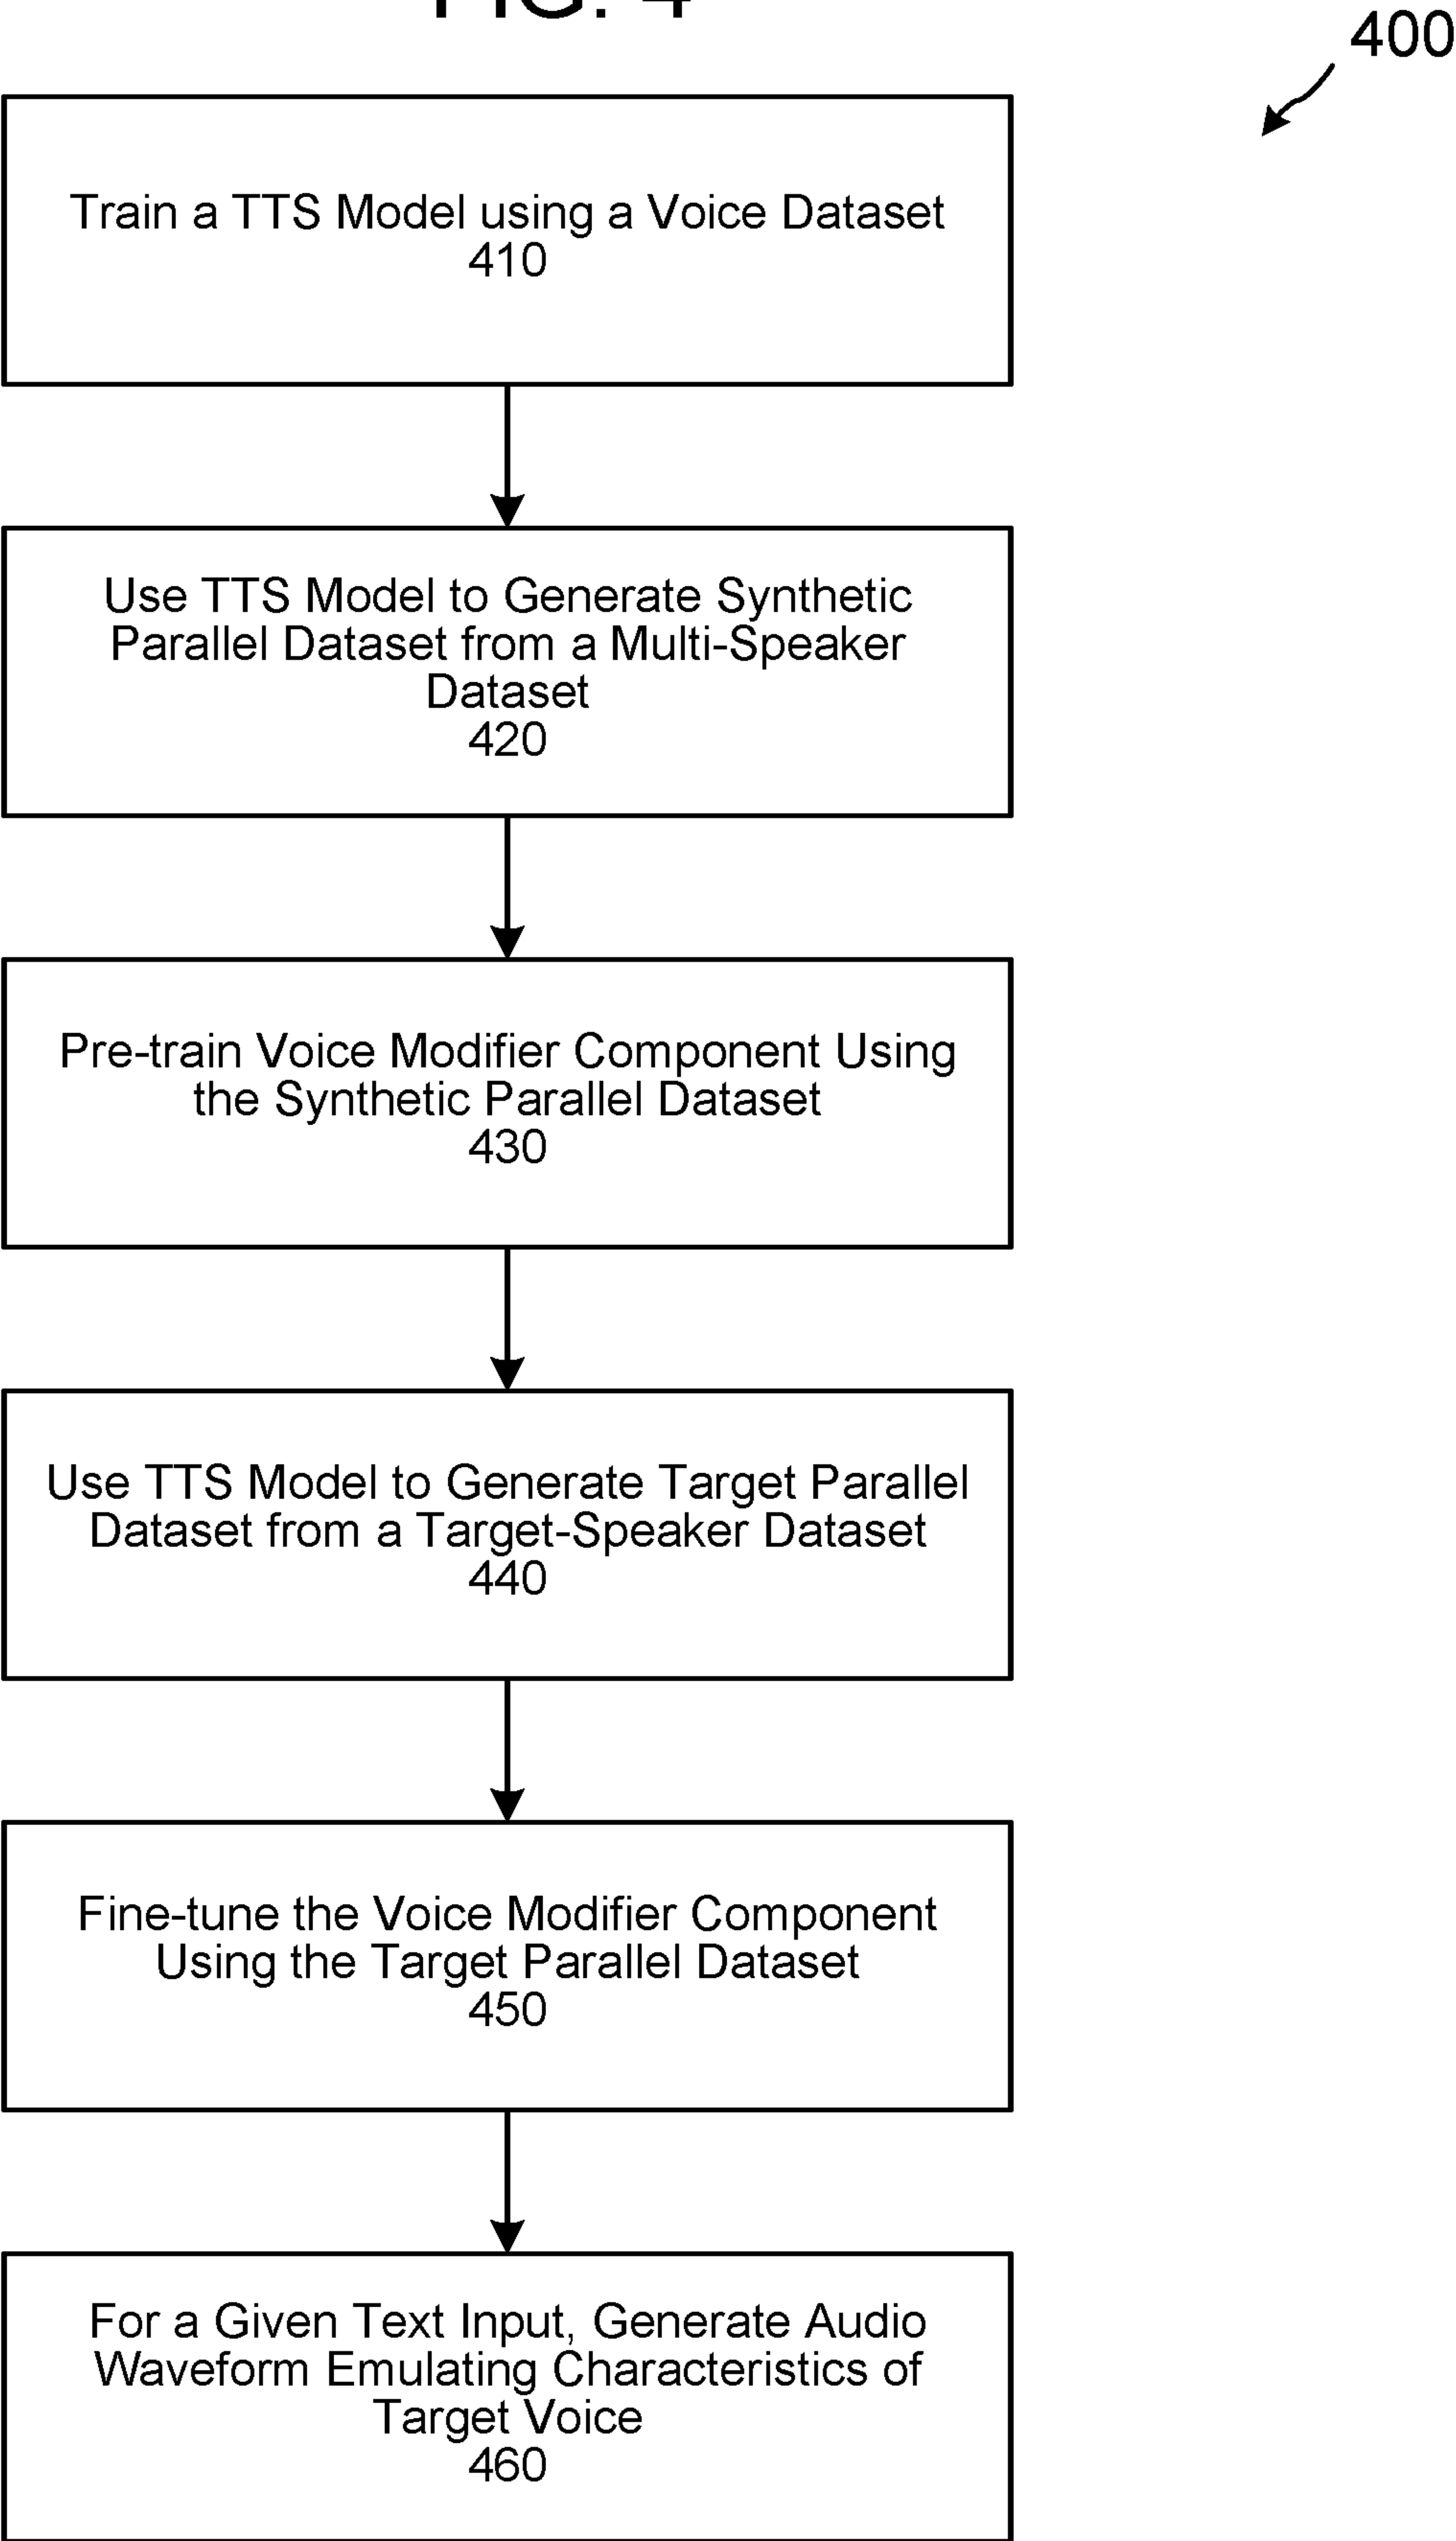 FIG. 4
400
Train a TTS Model using a Voice Dataset
410
Use TTS Model to Generate Synthetic
Parallel Dataset from a Multi-Speaker
Dataset
420
Pre-train Voice Modifier Component Using
the Synthetic Parallel Dataset
430
Use TTS Model to Generate Target Parallel
Dataset from a Target-Speaker Dataset
440
Fine-tune the Voice Modifier Component
Using the Target Parallel Dataset
450
For a Given Text Input, Generate Audio
Waveform Emulating Characteristics of
Target Voice
460